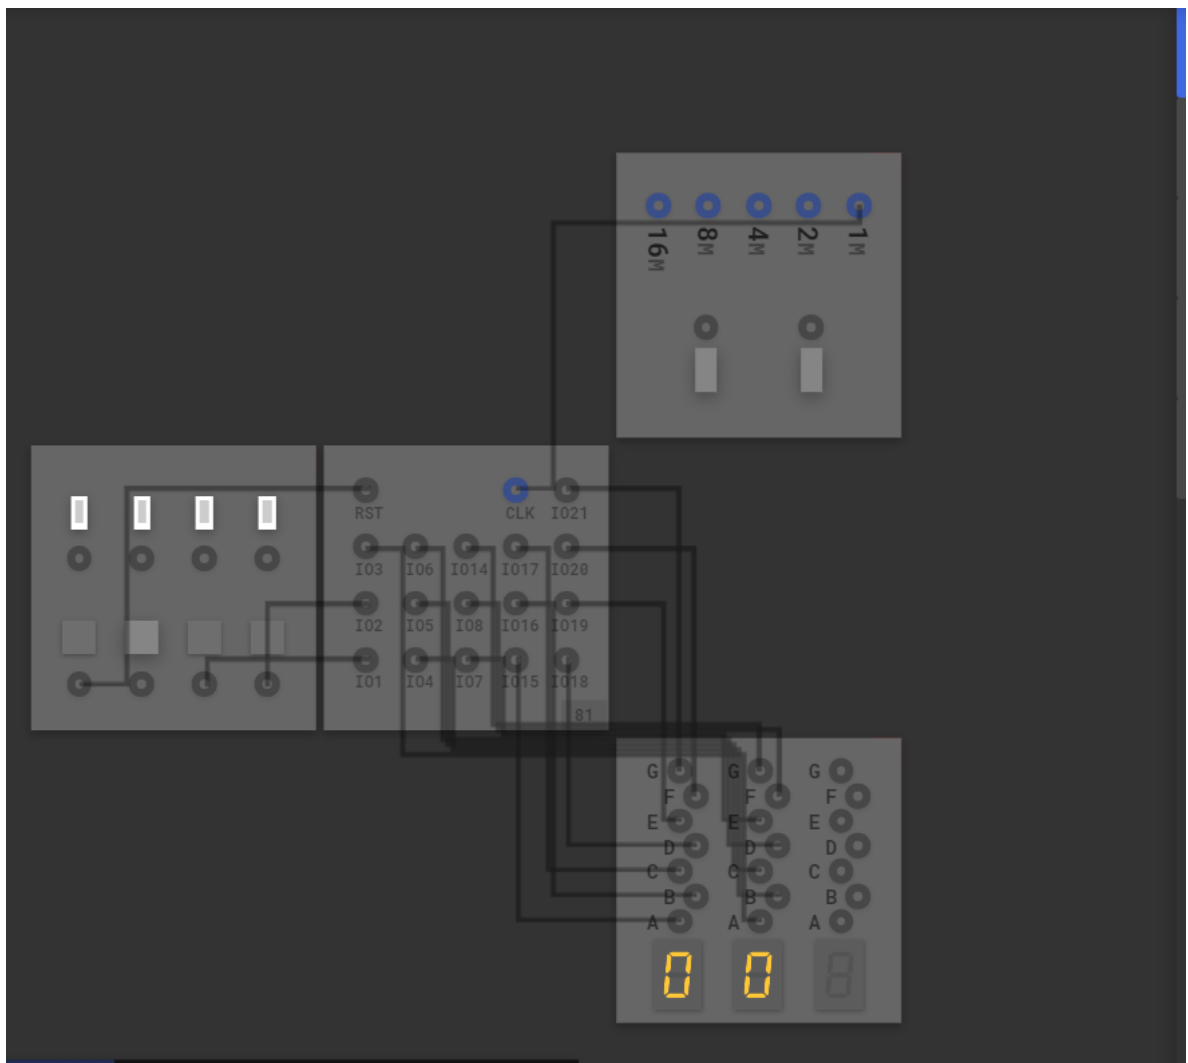 16M 8M 4M 2M 1M
RST CLK IO21
IO3 IO6 IO14 IO17 IO20
IO2 IO5 IO8 IO16 IO19
IO1 IO4 IO7 IO15 IO18
81
G G G
F F F
E E E
D D D
C C C
B B B
A A A
0 0